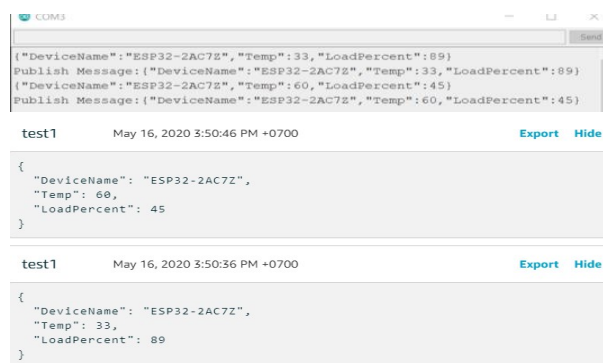 COM3
Send
{"DeviceName":"ESP32-2AC7Z","Temp":33,"LoadPercent":89}
Publish Message:{"DeviceName":"ESP32-2AC7Z","Temp":33,"LoadPercent":89}
{"DeviceName":"ESP32-2AC7Z","Temp":60,"LoadPercent":45}
Publish Message:{"DeviceName":"ESP32-2AC7Z","Temp":60,"LoadPercent":45}
test1 May 16, 2020 3:50:46 PM +0700 Export Hide
{
"DeviceName": "ESP32-2AC7Z",
"Temp": 60,
"LoadPercent": 45
}
test1 May 16, 2020 3:50:36 PM +0700 Export Hide
{
"DeviceName": "ESP32-2AC7Z",
"Temp": 33,
"LoadPercent": 89
}